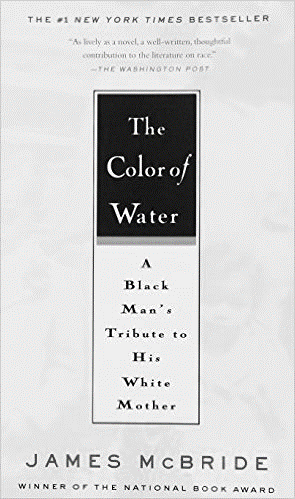 THE #1 NEW YORK TIMES BESTSELLER
"As lively as a novel, a well-written, thoughtful
contribution to the literature on race."
—THE WASHINGTON POST
The
Color of
Water
A
Black
Man's
Tribute to
His
White
Mother
JAMES McBRIDE
WINNER OF THE NATIONAL BOOK AWARD